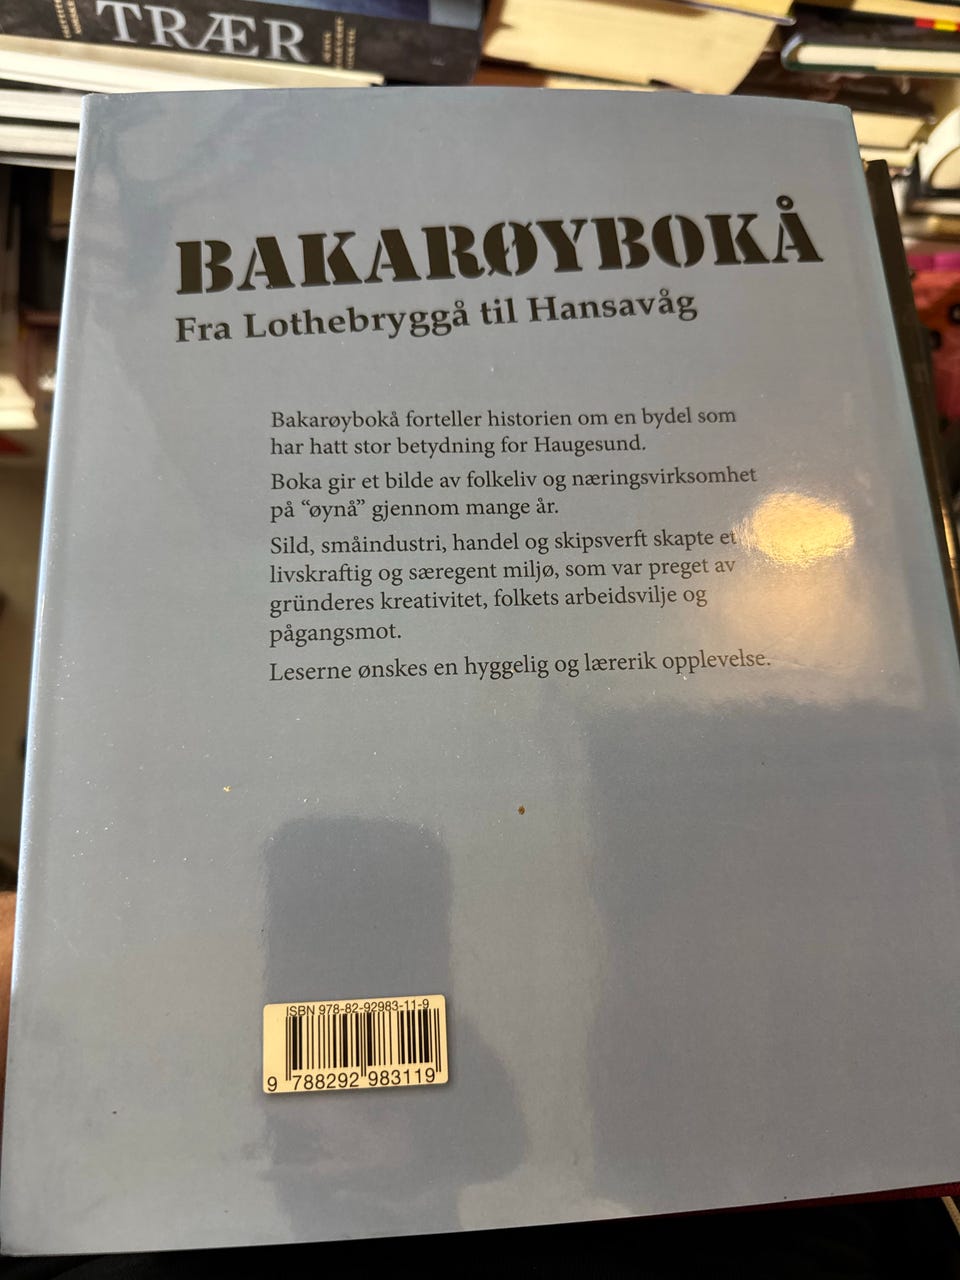 TRÆR
BAKARØYBOKÅ
Fra Lothebryggå til Hansavåg
Bakarøybokå forteller historien om en bydel som
har hatt stor betydning for Haugesund.
Boka gir et bilde av folkeliv og næringsvirksomhet
på “øynå” gjennom mange år.
Sild, småindustri, handel og skipsverft skapte et
livskraftig og særegent miljø, som var preget av
gründeres kreativitet, folkets arbeidsvilje og
pågangsmot.
Leserne ønskes en hyggelig og lærerik opplevelse.
ISBN 978-82-92983-11-9
9 788292 983119